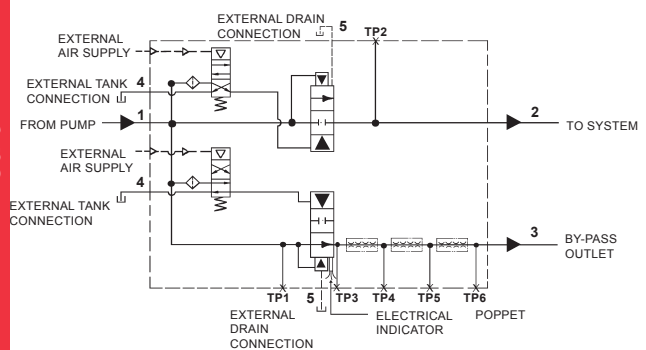 EXTERNAL DRAIN
CONNECTION
5
TP2
EXTERNAL
AIR SUPPLY
EXTERNAL TANK
CONNECTION
4
1
FROM PUMP
2
TO SYSTEM
EXTERNAL
AIR SUPPLY
4
EXTERNAL TANK
CONNECTION
3
BY-PASS
OUTLET
TP1
5
TP3
TP4
TP5
TP6
EXTERNAL
DRAIN
CONNECTION
ELECTRICAL
INDICATOR
POPPET